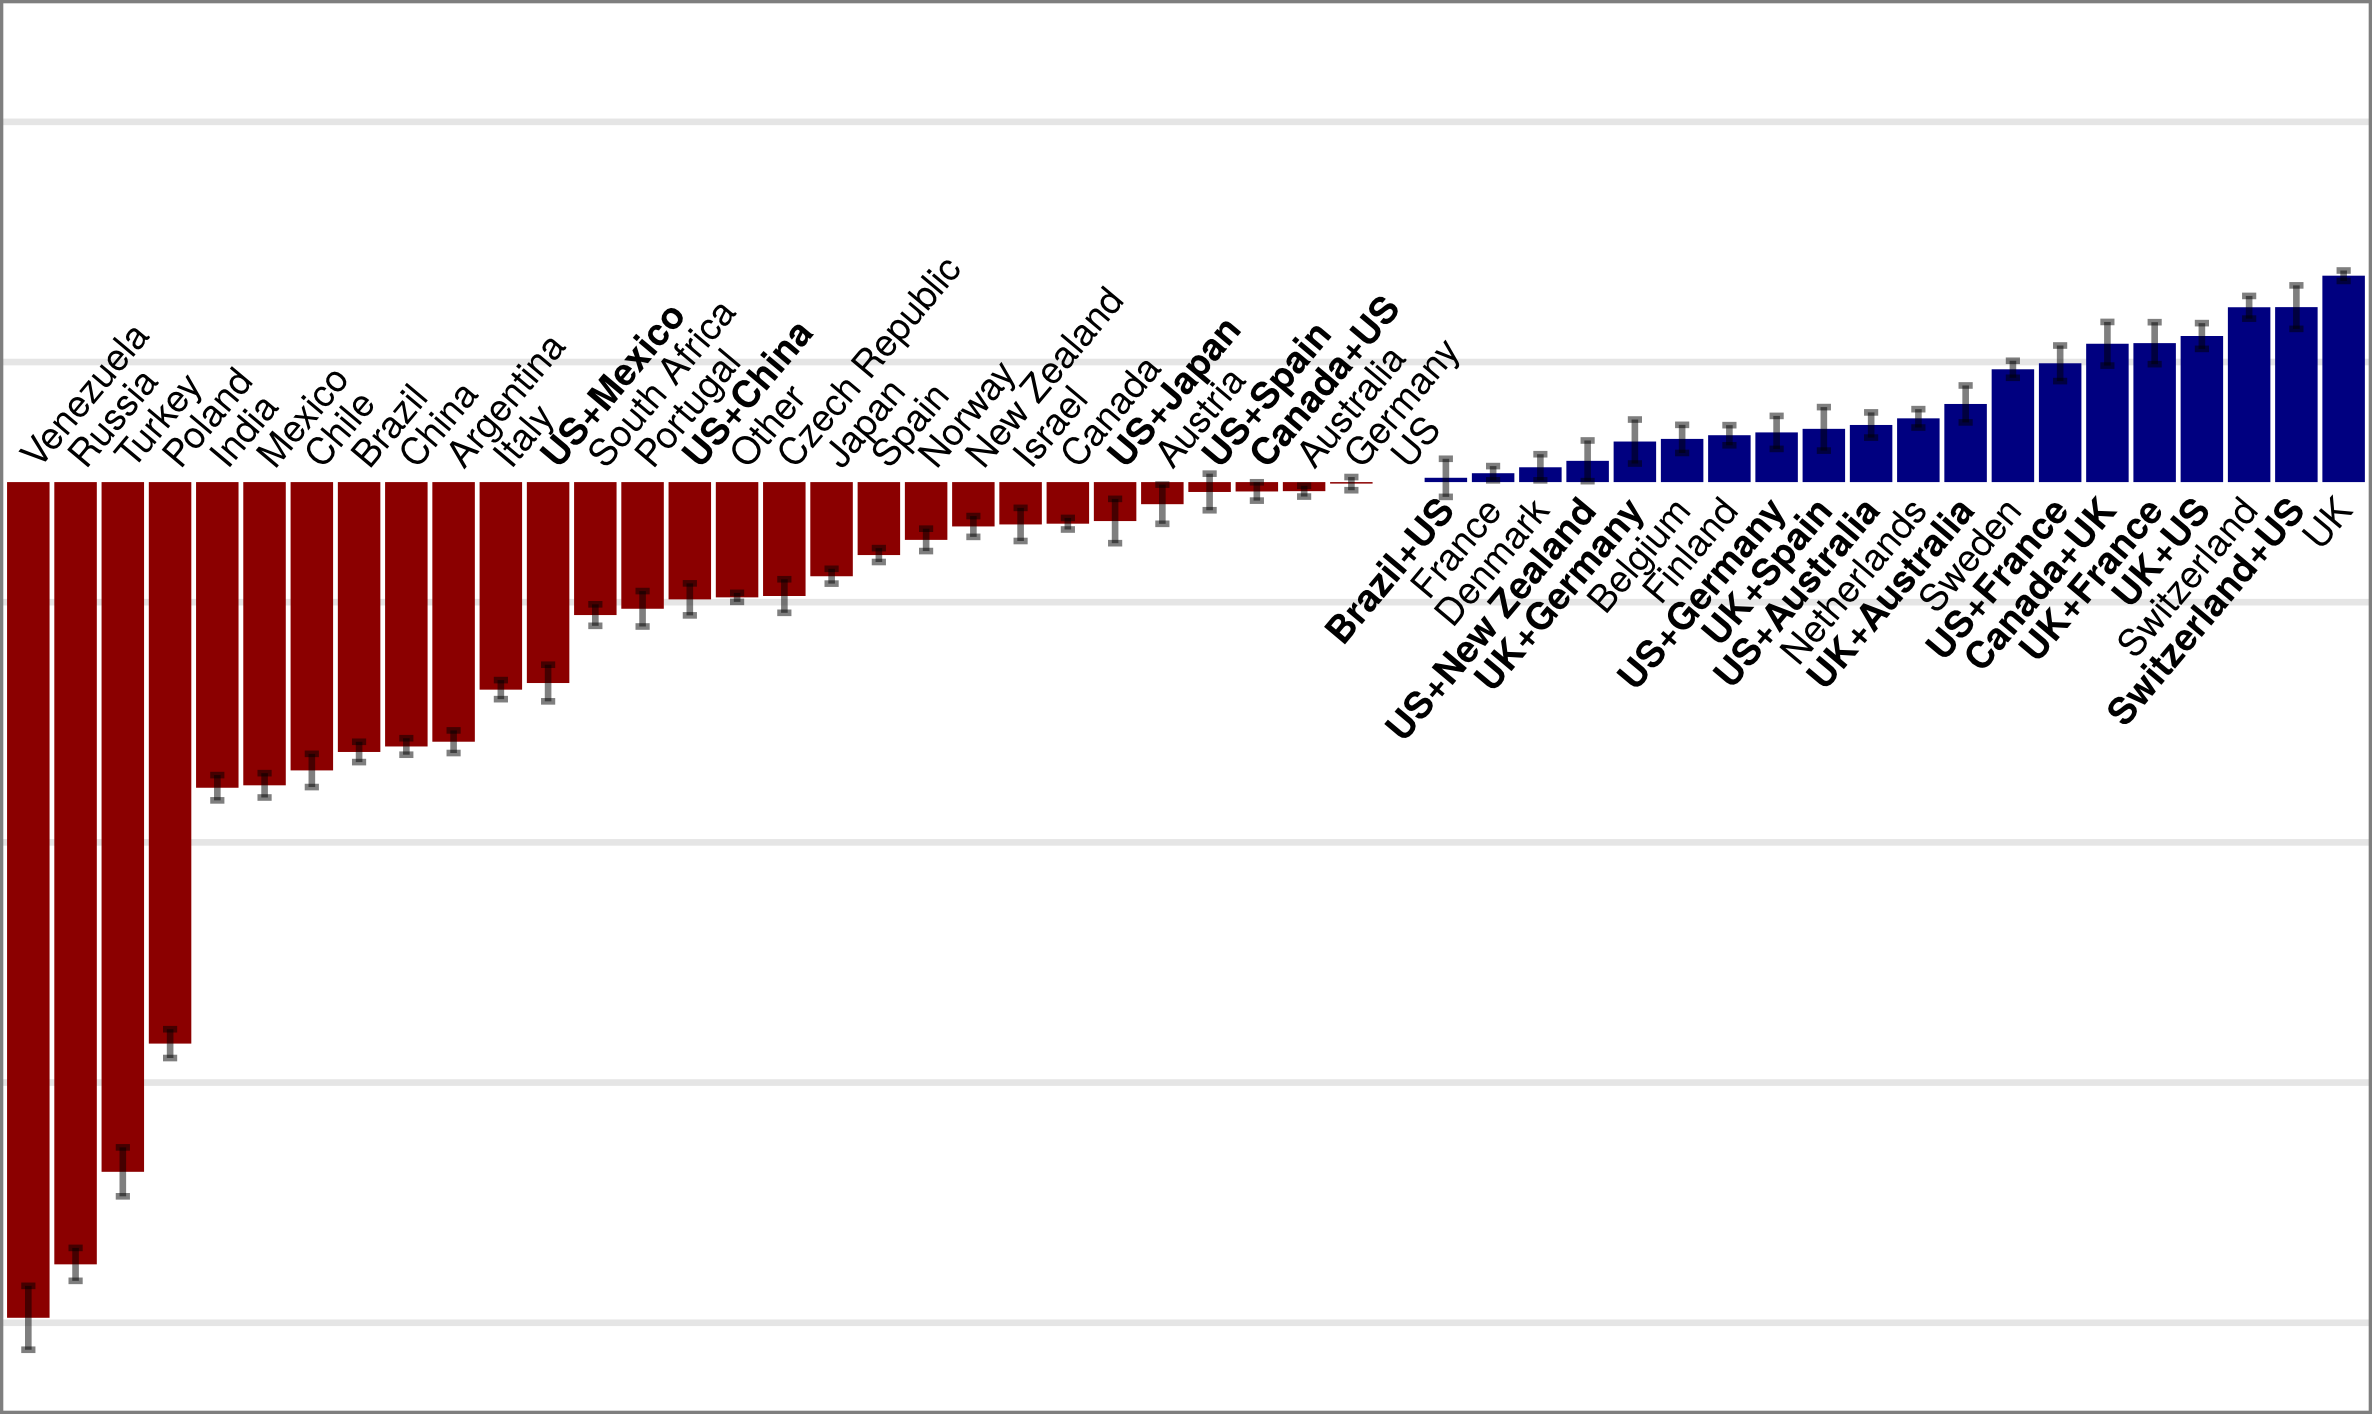 Venezuela
Russia
Turkey
Poland
India
Mexico
Chile
Brazil
China
Argentina
Italy
US+Mexico
South Africa
Portugal
US+China
Other
Czech Republic
Japan
Spain
Norway
New Zealand
Israel
Canada
US+Japan
Austria
US+Spain
Canada+US
Australia
Germany
US
Brazil+US
France
Denmark
US+New Zealand
UK+Germany
Belgium
Finland
US+Germany
UK+Spain
US+Australia
Netherlands
UK+Australia
Sweden
US+France
Canada+UK
UK+France
UK+US
Switzerland
Switzerland+US
UK